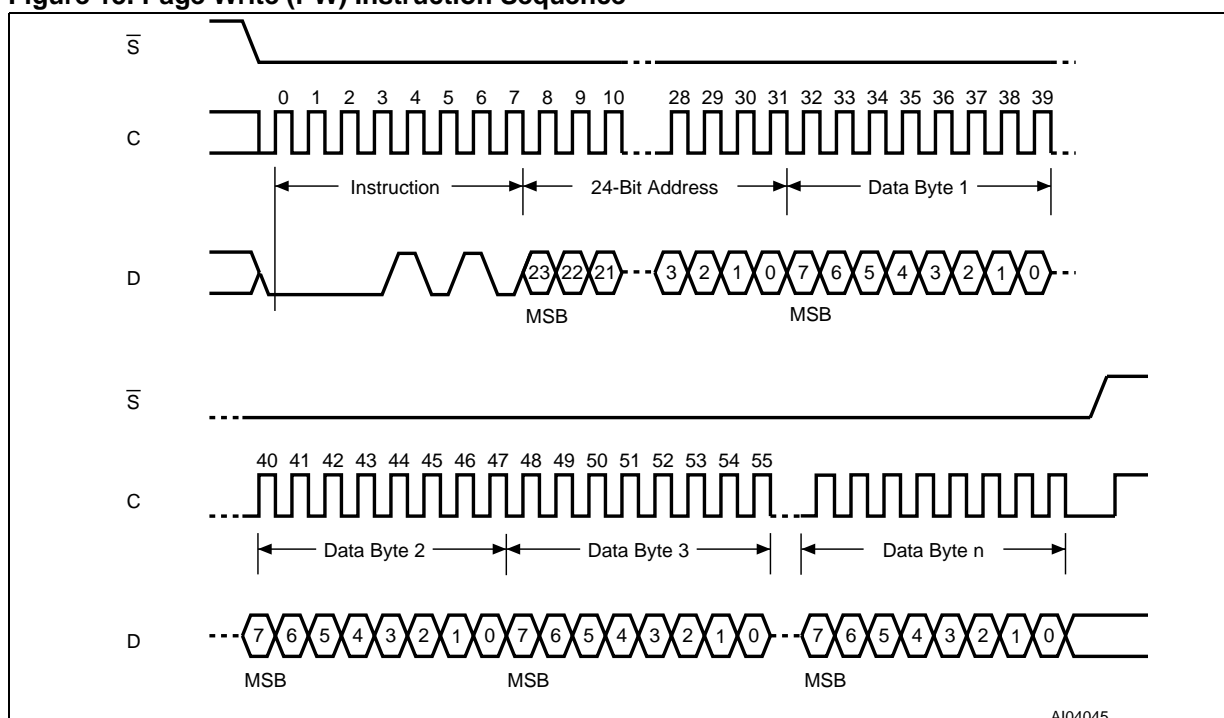 Figure Page Write (PW) Instruction Sequence
S̅
0 1 2 3 4 5 6 7 8 9 10 28 29 30 31 32 33 34 35 36 37 38 39
C
Instruction 24-Bit Address Data Byte 1
D 23 22 21 3 2 1 0 7 6 5 4 3 2 1 0
MSB MSB
S̅
40 41 42 43 44 45 46 47 48 49 50 51 52 53 54 55
C
Data Byte 2 Data Byte 3 Data Byte n
D 7 6 5 4 3 2 1 0 7 6 5 4 3 2 1 0 7 6 5 4 3 2 1 0
MSB MSB MSB
AI04045